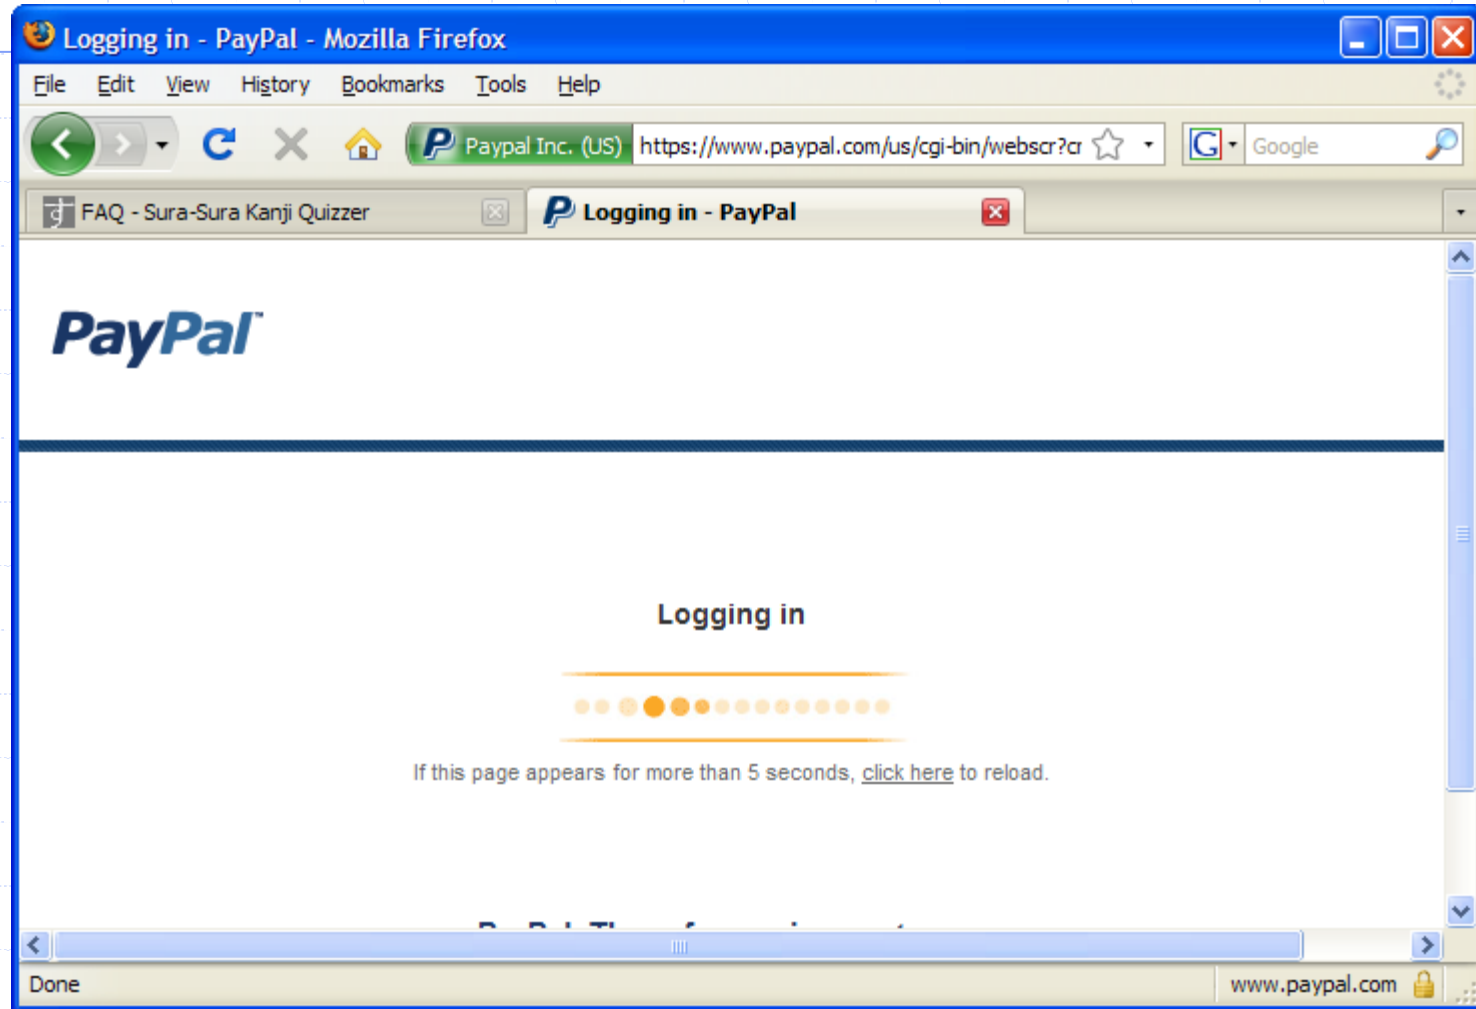 Logging in - PayPal - Mozilla Firefox
File Edit View History Bookmarks Tools Help
Paypal Inc. (US) https://www.paypal.com/us/cgi-bin/webscr?cr G Google
FAQ - Sura-Sura Kanji Quizzer Logging in - PayPal
PayPal™
Logging in
If this page appears for more than 5 seconds, click here to reload.
Done www.paypal.com